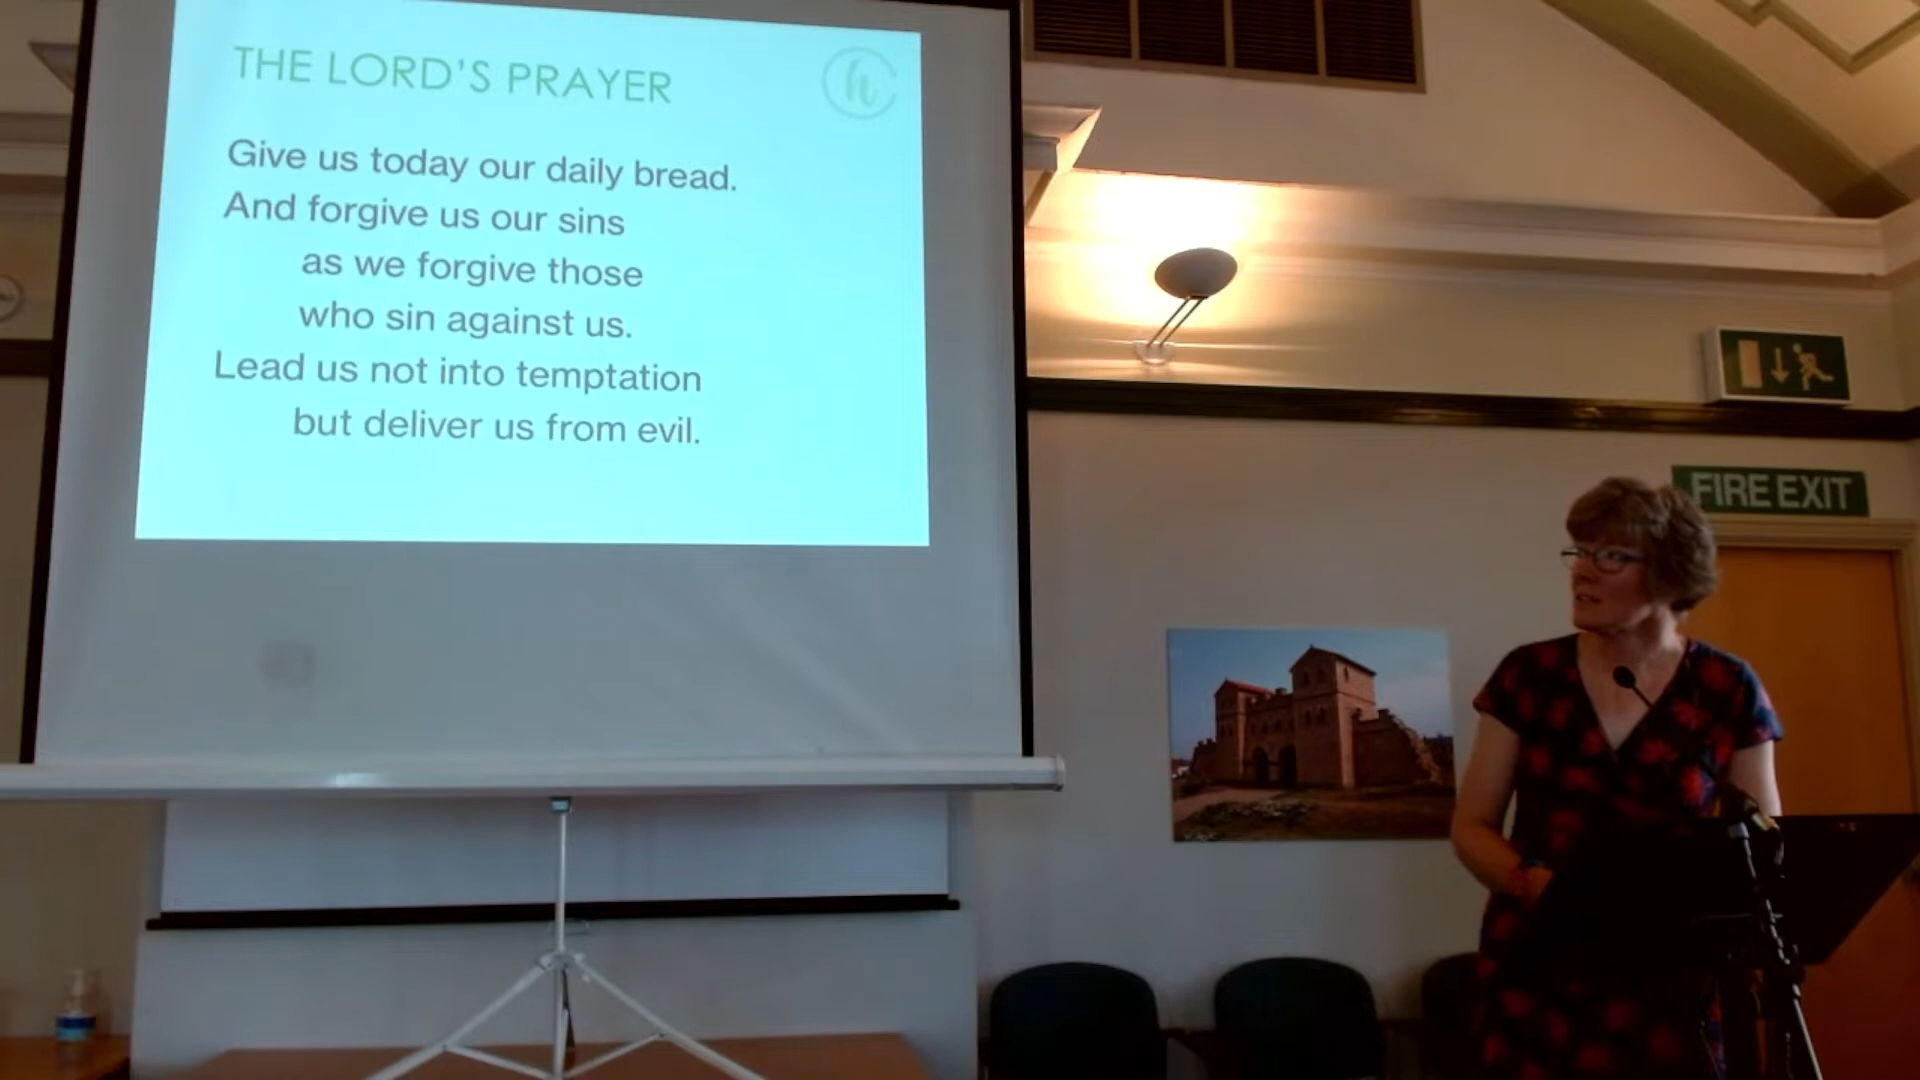 THE LORD'S PRAYER
h
Give us today our daily bread.
And forgive us our sins
as we forgive those
who sin against us.
Lead us not into temptation
but deliver us from evil.
FIRE EXIT